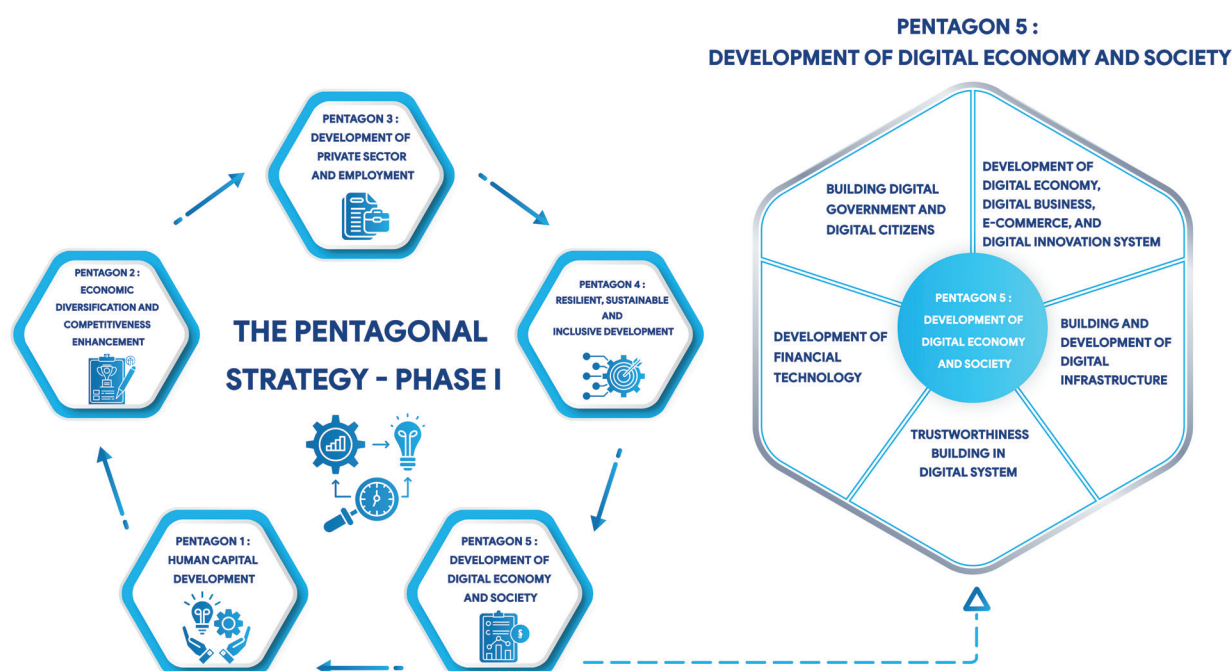 PENTAGON 5 :
DEVELOPMENT OF DIGITAL ECONOMY AND SOCIETY
PENTAGON 3 :
DEVELOPMENT OF
PRIVATE SECTOR
AND EMPLOYMENT
PENTAGON 2 :
ECONOMIC
DIVERSIFICATION AND
COMPETITIVENESS
ENHANCEMENT
PENTAGON 4 :
RESILIENT, SUSTAINABLE
AND
INCLUSIVE DEVELOPMENT
THE PENTAGONAL
STRATEGY - PHASE I
PENTAGON 1 :
HUMAN CAPITAL
DEVELOPMENT
PENTAGON 5 :
DEVELOPMENT OF
DIGITAL ECONOMY
AND SOCIETY
$
BUILDING DIGITAL
GOVERNMENT AND
DIGITAL CITIZENS
DEVELOPMENT OF
DIGITAL ECONOMY,
DIGITAL BUSINESS,
E-COMMERCE, AND
DIGITAL INNOVATION SYSTEM
PENTAGON 5 :
DEVELOPMENT OF
DIGITAL ECONOMY
AND SOCIETY
DEVELOPMENT OF
FINANCIAL
TECHNOLOGY
BUILDING AND
DEVELOPMENT OF
DIGITAL
INFRASTRUCTURE
TRUSTWORTHINESS
BUILDING IN
DIGITAL SYSTEM